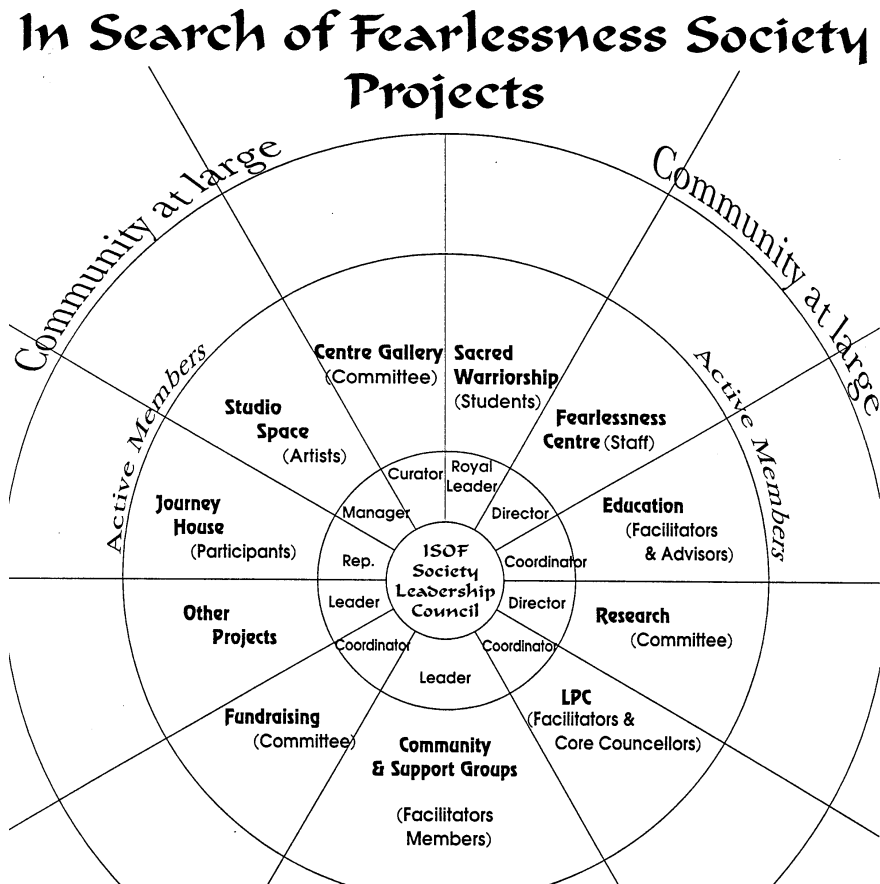 In Search of Fearlessness Society
Projects
Community at large
Community at large
Active Members
Active Members
Centre Gallery
(Committee)
Sacred
Warriorship
(Students)
Studio
Space
(Artists)
Fearlessness
Centre (Staff)
Journey
House
(Participants)
Education
(Facilitators
& Advisors)
Other
Projects
Research
(Committee)
Fundraising
(Committee)
LPC
(Facilitators &
Core Councellors)
Community
& Support Groups
(Facilitators
Members)
Curator
Royal
Leader
Manager
Director
Rep.
Coordinator
Leader
Director
Coordinator
Coordinator
Leader
ISOF
Society
Leadership
Council